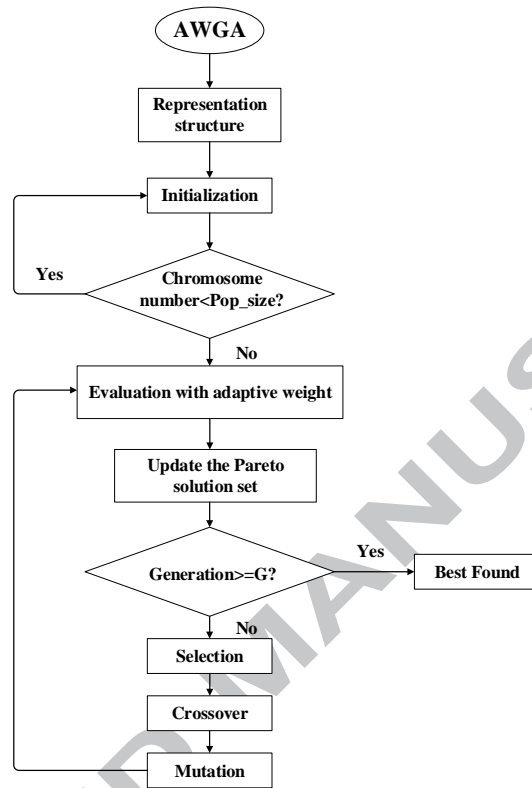 AWGA
Representation
structure
Initialization
Yes
Chromosome
number<Pop_size?
No
Evaluation with adaptive weight
Update the Pareto
solution set
Yes
Generation>=G?
Best Found
No
Selection
Crossover
Mutation
D MANUS